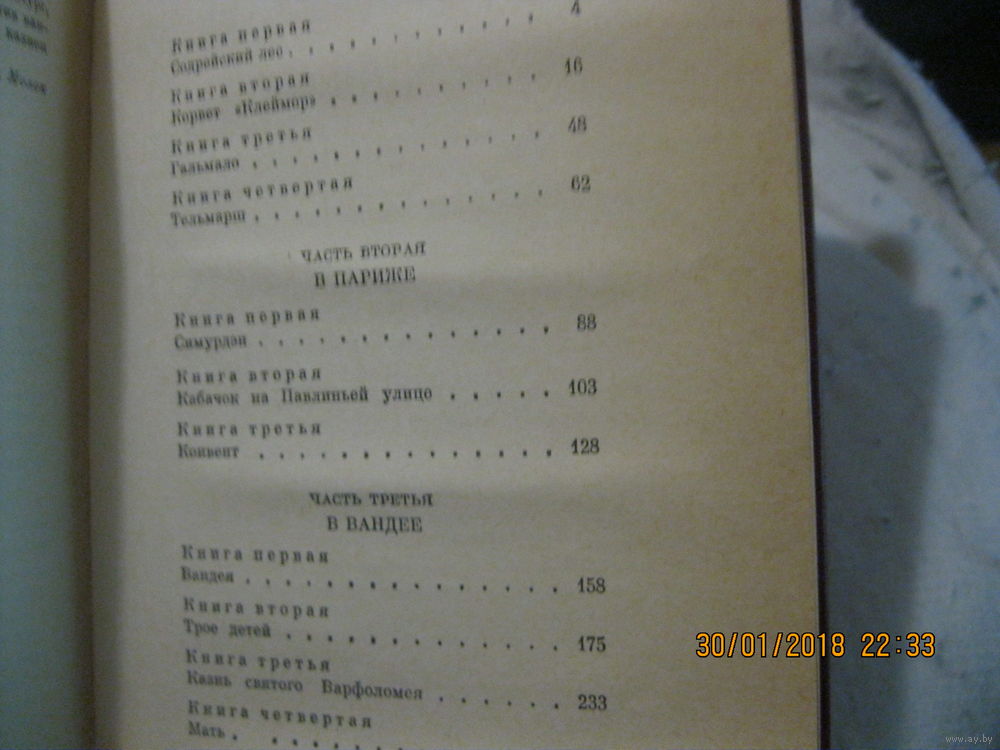 Книга первая
Содрейский лес . . . . . . . . . . . 4
Книга вторая
Корвет «Клеймор» . . . . . . . . . . 16
Книга третья
Гальмало . . . . . . . . . . . . . 48
Книга четвертая
Тельмарш . . . . . . . . . . . . . 62
ЧАСТЬ ВТОРАЯ
В ПАРИЖЕ
Книга первая
Симурдэн . . . . . . . . . . . . . 88
Книга вторая
Кабачок на Павлиньей улице . . . . . 103
Книга третья
Конвент . . . . . . . . . . . . . . 128
ЧАСТЬ ТРЕТЬЯ
В ВАНДЕЕ
Книга первая
Вандея . . . . . . . . . . . . . . 158
Книга вторая
Трое детей . . . . . . . . . . . . 175
Книга третья
Казнь святого Варфоломея . . . . . . 233
Книга четвертая
Мать . . . . . . . .
30/01/2018 22:33
www.ay.by